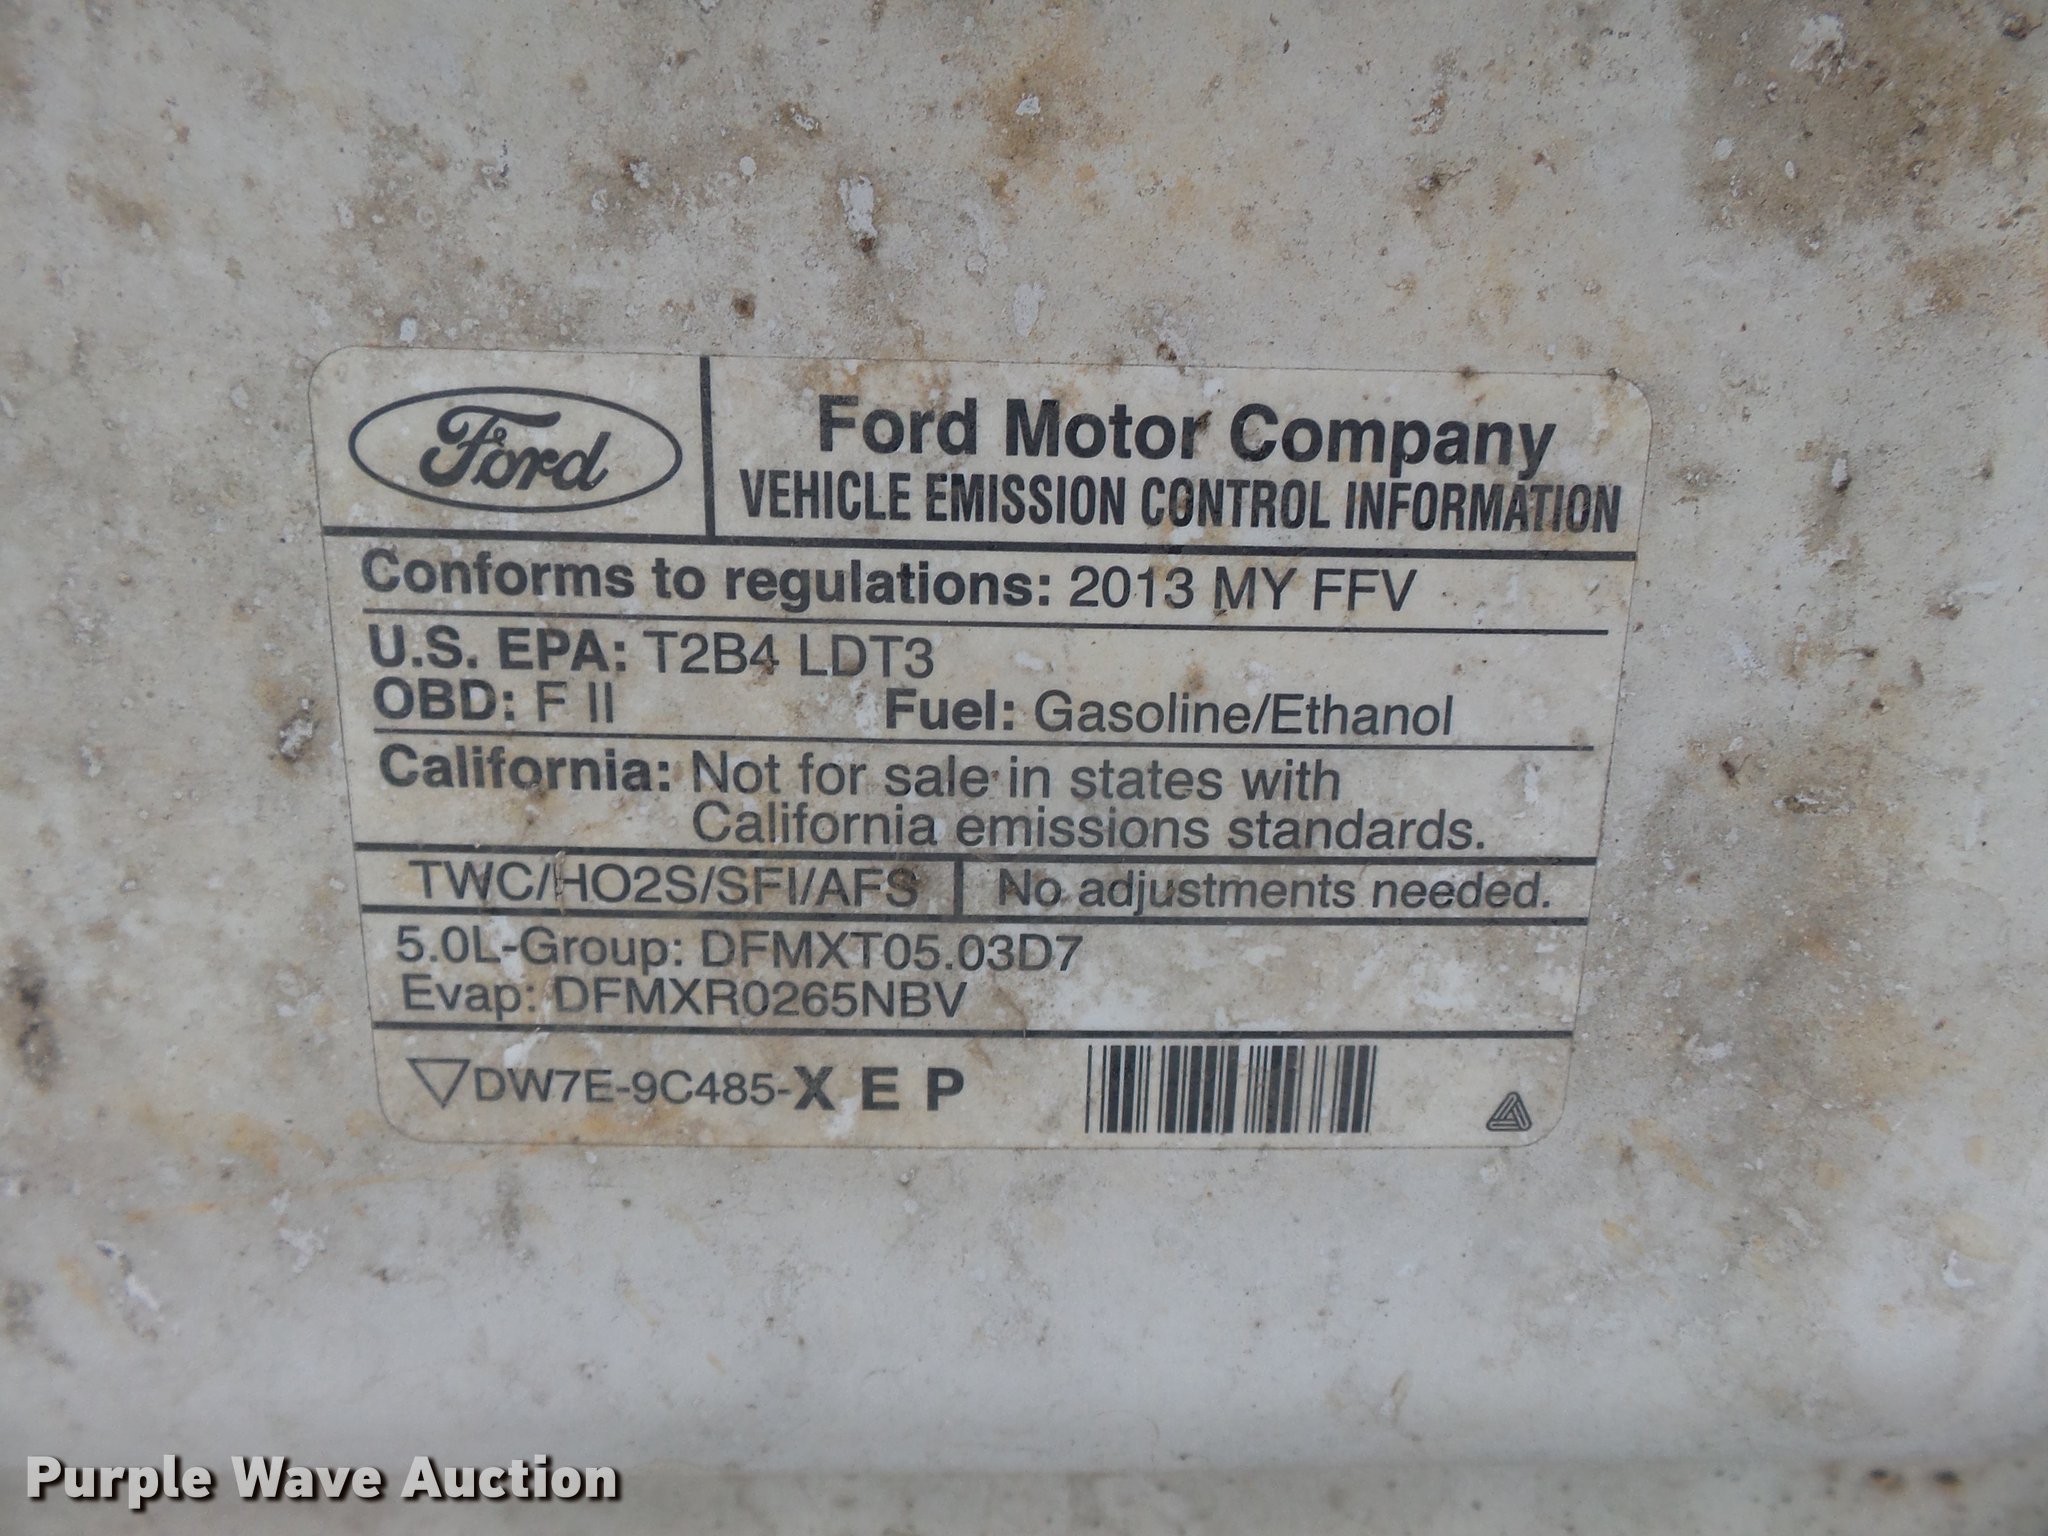 Ford
Ford Motor Company
VEHICLE EMISSION CONTROL INFORMATION
Conforms to regulations: 2013 MY FFV
U.S. EPA: T2B4 LDT3
OBD: F II Fuel: Gasoline/Ethanol
California: Not for sale in states with
California emissions standards.
TWC/HO2S/SFI/AFS No adjustments needed.
5.0L-Group: DFMXT05.03D7
Evap: DFMXR0265NBV
DW7E-9C485-X E P
Purple Wave Auction